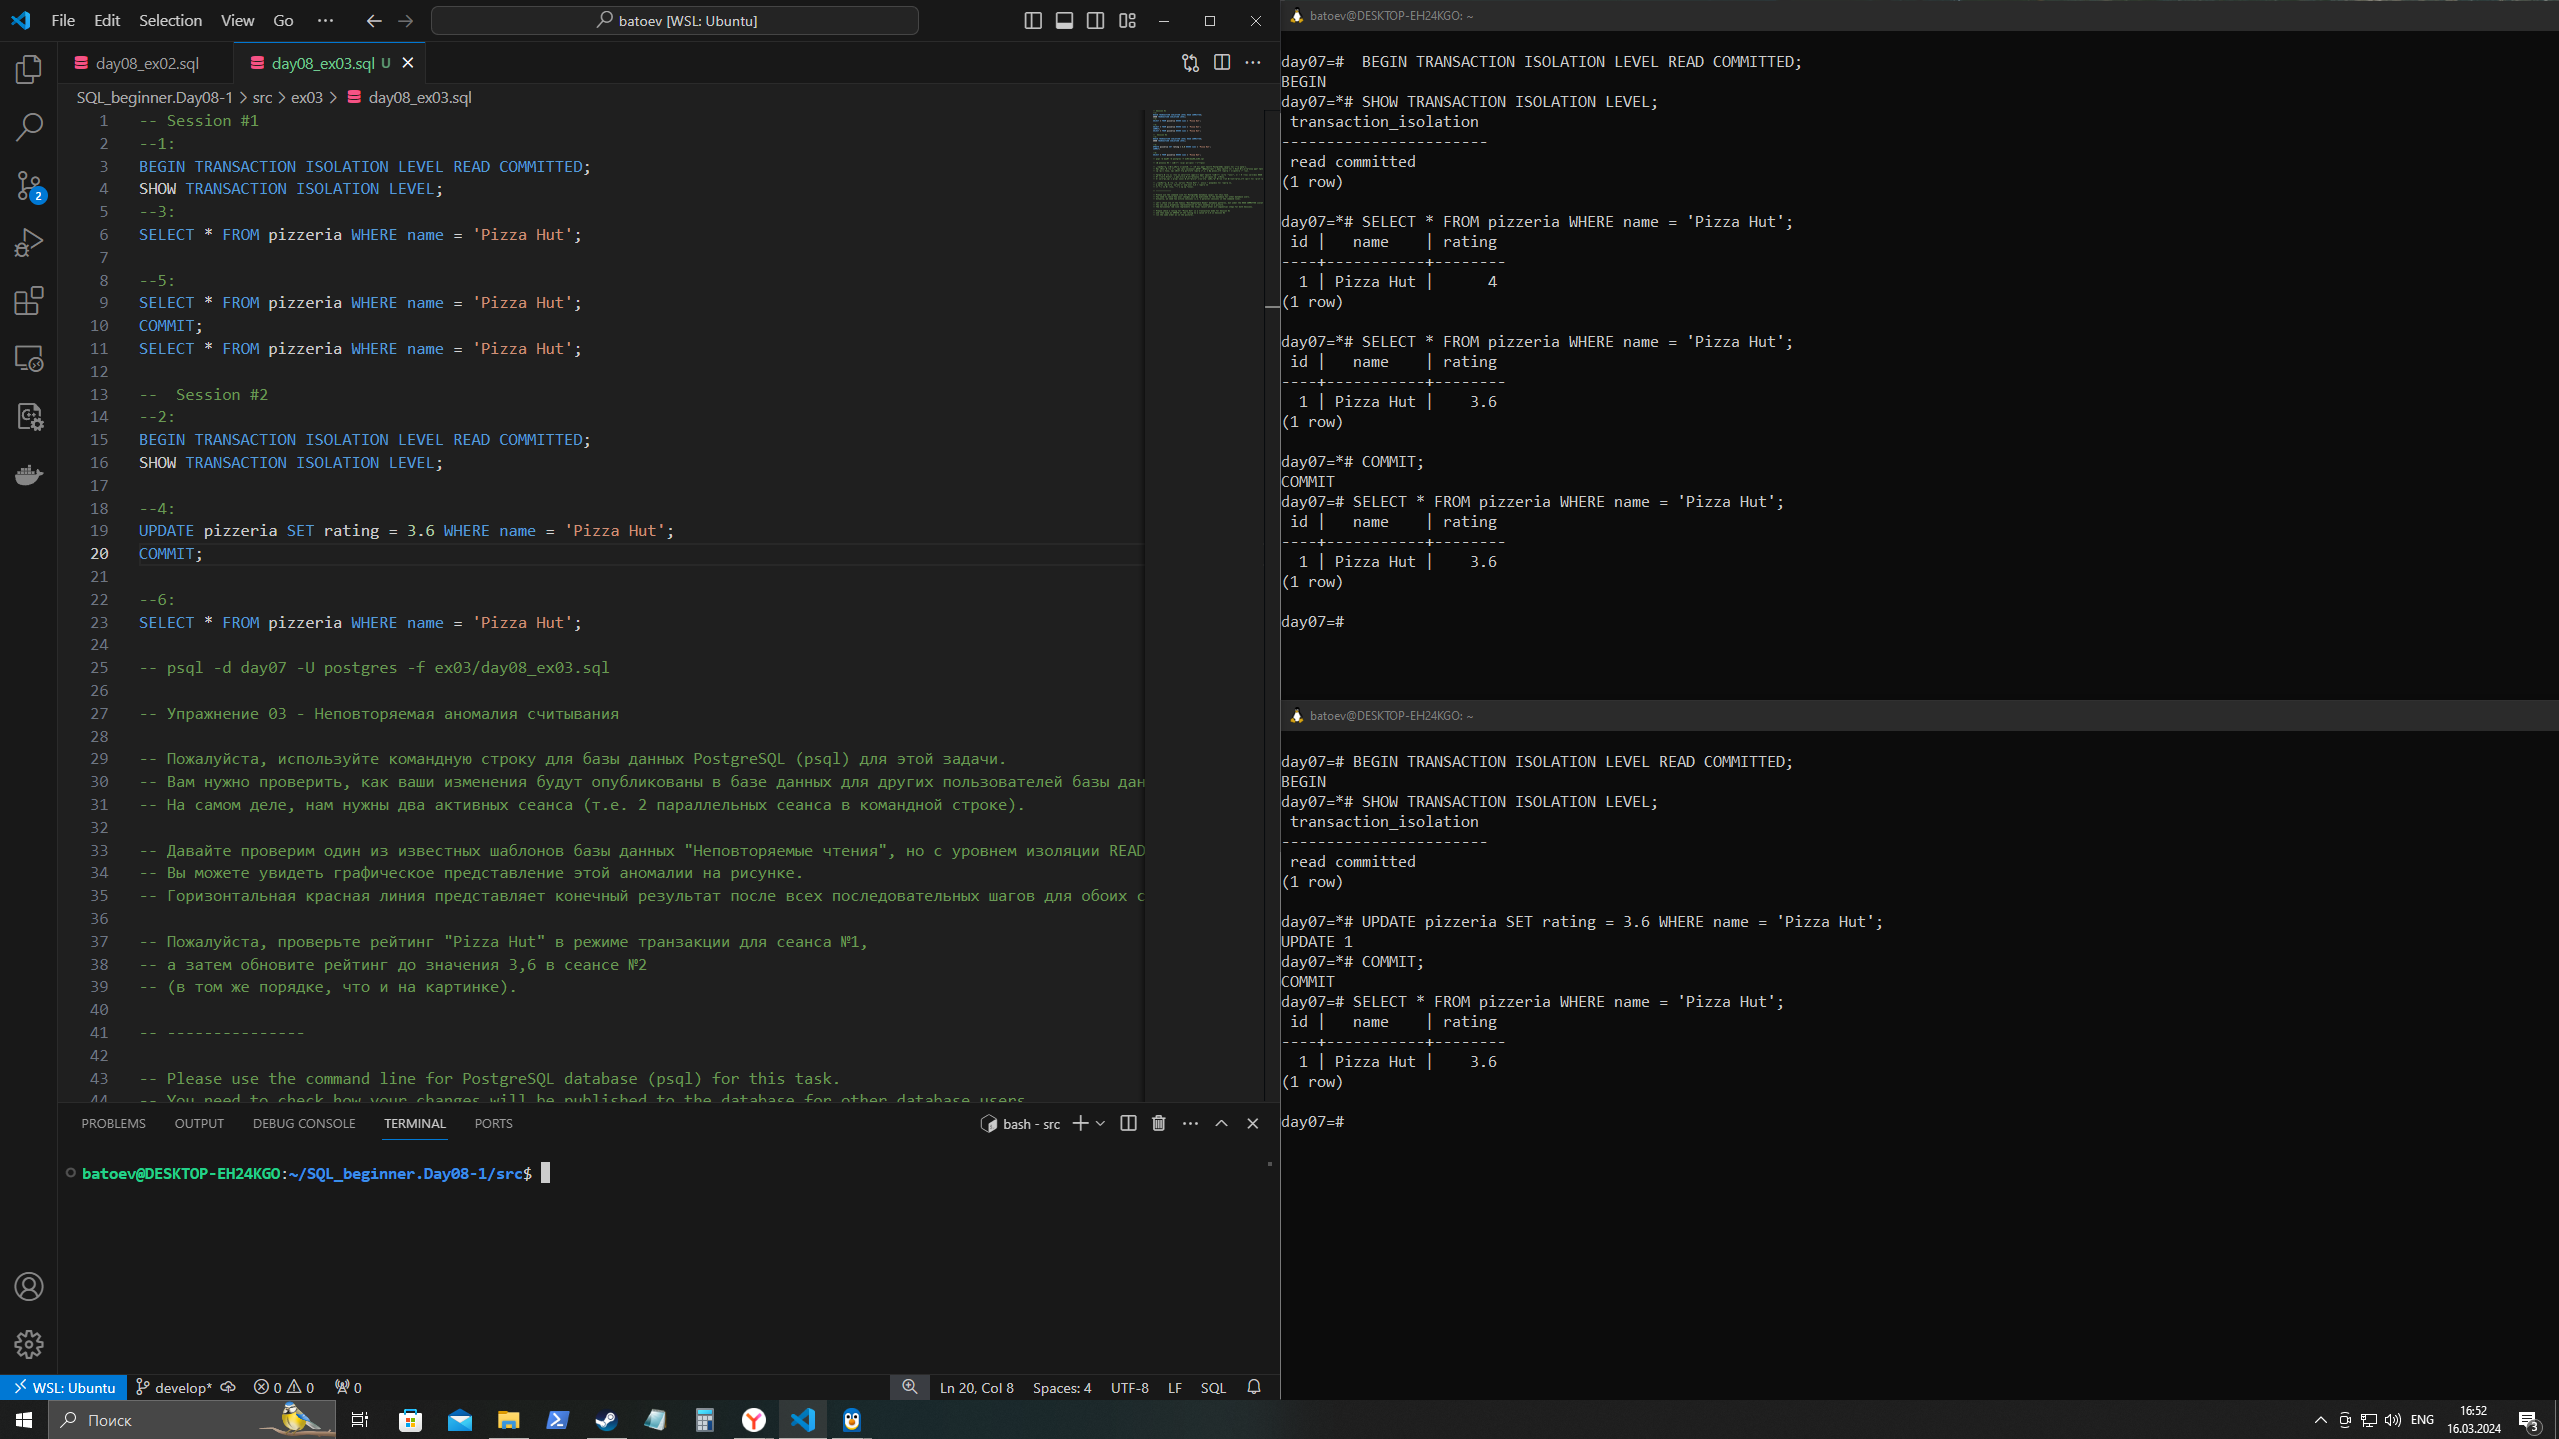 File Edit Selection View Go ··· batoev [WSL: Ubuntu]
day08_ex02.sql day08_ex03.sql U
SQL_beginner.Day08-1 > src > ex03 > day08_ex03.sql
1 -- Session #1
2 --1:
3 BEGIN TRANSACTION ISOLATION LEVEL READ COMMITTED;
4 SHOW TRANSACTION ISOLATION LEVEL;
5 --3:
6 SELECT * FROM pizzeria WHERE name = 'Pizza Hut';
7
8 --5:
9 SELECT * FROM pizzeria WHERE name = 'Pizza Hut';
10 COMMIT;
11 SELECT * FROM pizzeria WHERE name = 'Pizza Hut';
12
13 --  Session #2
14 --2:
15 BEGIN TRANSACTION ISOLATION LEVEL READ COMMITTED;
16 SHOW TRANSACTION ISOLATION LEVEL;
17
18 --4:
19 UPDATE pizzeria SET rating = 3.6 WHERE name = 'Pizza Hut';
20 COMMIT;
21
22 --6:
23 SELECT * FROM pizzeria WHERE name = 'Pizza Hut';
24
25 -- psql -d day07 -U postgres -f ex03/day08_ex03.sql
26
27 -- Упражнение 03 - Неповторяемая аномалия считывания
28
29 -- Пожалуйста, используйте командную строку для базы данных PostgreSQL (psql) для этой задачи.
30 -- Вам нужно проверить, как ваши изменения будут опубликованы в базе данных для других пользователей базы дан
31 -- На самом деле, нам нужны два активных сеанса (т.е. 2 параллельных сеанса в командной строке).
32
33 -- Давайте проверим один из известных шаблонов базы данных "Неповторяемые чтения", но с уровнем изоляции READ
34 -- Вы можете увидеть графическое представление этой аномалии на рисунке.
35 -- Горизонтальная красная линия представляет конечный результат после всех последовательных шагов для обоих с
36
37 -- Пожалуйста, проверьте рейтинг "Pizza Hut" в режиме транзакции для сеанса №1,
38 -- а затем обновите рейтинг до значения 3,6 в сеансе №2
39 -- (в том же порядке, что и на картинке).
40
41 -- ---------------
42
43 -- Please use the command line for PostgreSQL database (psql) for this task.
44 -- You need to check how your changes will be published to the database for other database users.
PROBLEMS OUTPUT DEBUG CONSOLE TERMINAL PORTS bash - src
batoev@DESKTOP-EH24KGO:~/SQL_beginner.Day08-1/src$
2
WSL: Ubuntu develop* 0 0 0 Ln 20, Col 8 Spaces: 4 UTF-8 LF SQL
batoev@DESKTOP-EH24KGO: ~
day07=#  BEGIN TRANSACTION ISOLATION LEVEL READ COMMITTED;
BEGIN
day07=*# SHOW TRANSACTION ISOLATION LEVEL;
transaction_isolation
-----------------------
read committed
(1 row)
day07=*# SELECT * FROM pizzeria WHERE name = 'Pizza Hut';
id |   name    | rating
----+-----------+--------
1 | Pizza Hut |      4
(1 row)
day07=*# SELECT * FROM pizzeria WHERE name = 'Pizza Hut';
id |   name    | rating
----+-----------+--------
1 | Pizza Hut |    3.6
(1 row)
day07=*# COMMIT;
COMMIT
day07=# SELECT * FROM pizzeria WHERE name = 'Pizza Hut';
id |   name    | rating
----+-----------+--------
1 | Pizza Hut |    3.6
(1 row)
day07=#
batoev@DESKTOP-EH24KGO: ~
day07=# BEGIN TRANSACTION ISOLATION LEVEL READ COMMITTED;
BEGIN
day07=*# SHOW TRANSACTION ISOLATION LEVEL;
transaction_isolation
-----------------------
read committed
(1 row)
day07=*# UPDATE pizzeria SET rating = 3.6 WHERE name = 'Pizza Hut';
UPDATE 1
day07=*# COMMIT;
COMMIT
day07=# SELECT * FROM pizzeria WHERE name = 'Pizza Hut';
id |   name    | rating
----+-----------+--------
1 | Pizza Hut |    3.6
(1 row)
day07=#
Поиск
ENG 16:52
16.03.2024
3